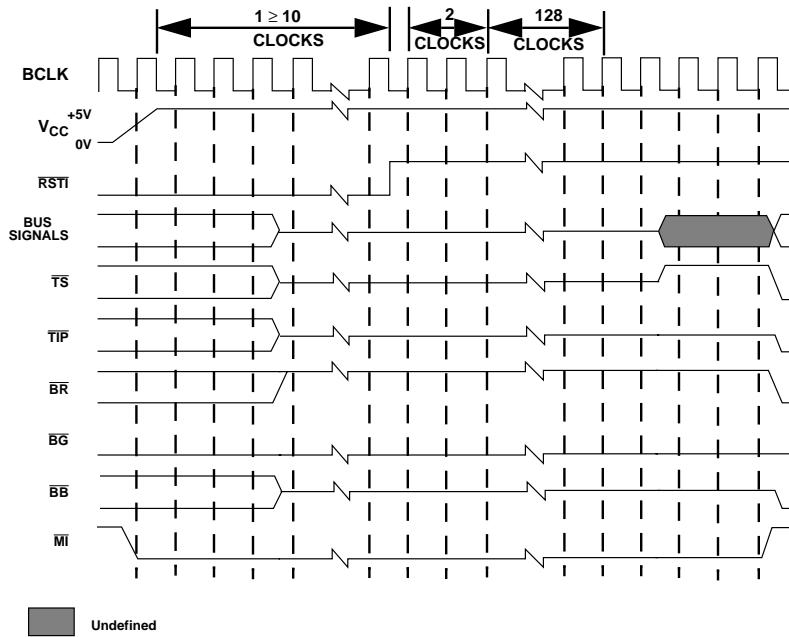 1 ≥ 10
CLOCKS
2
CLOCKS
128
CLOCKS
BCLK
VCC
+5V
0V
RSTI
BUS
SIGNALS
TS
TIP
BR
BG
BB
MI
Undefined